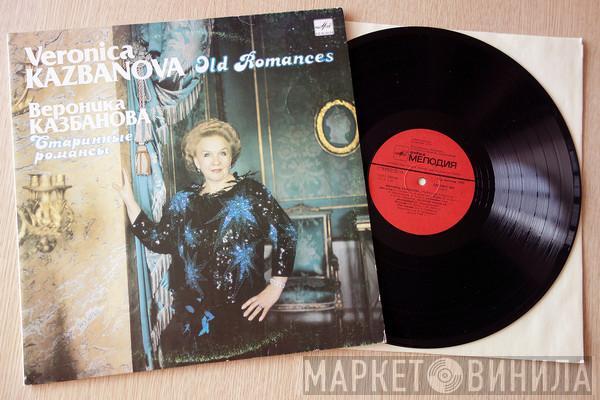 Veronica
KAZBANOVA
Old Romances
Вероника
КАЗБАНОВА
Старинные
романсы
МЕЛОДИЯ
МАРКЕТ ВИНИЛА